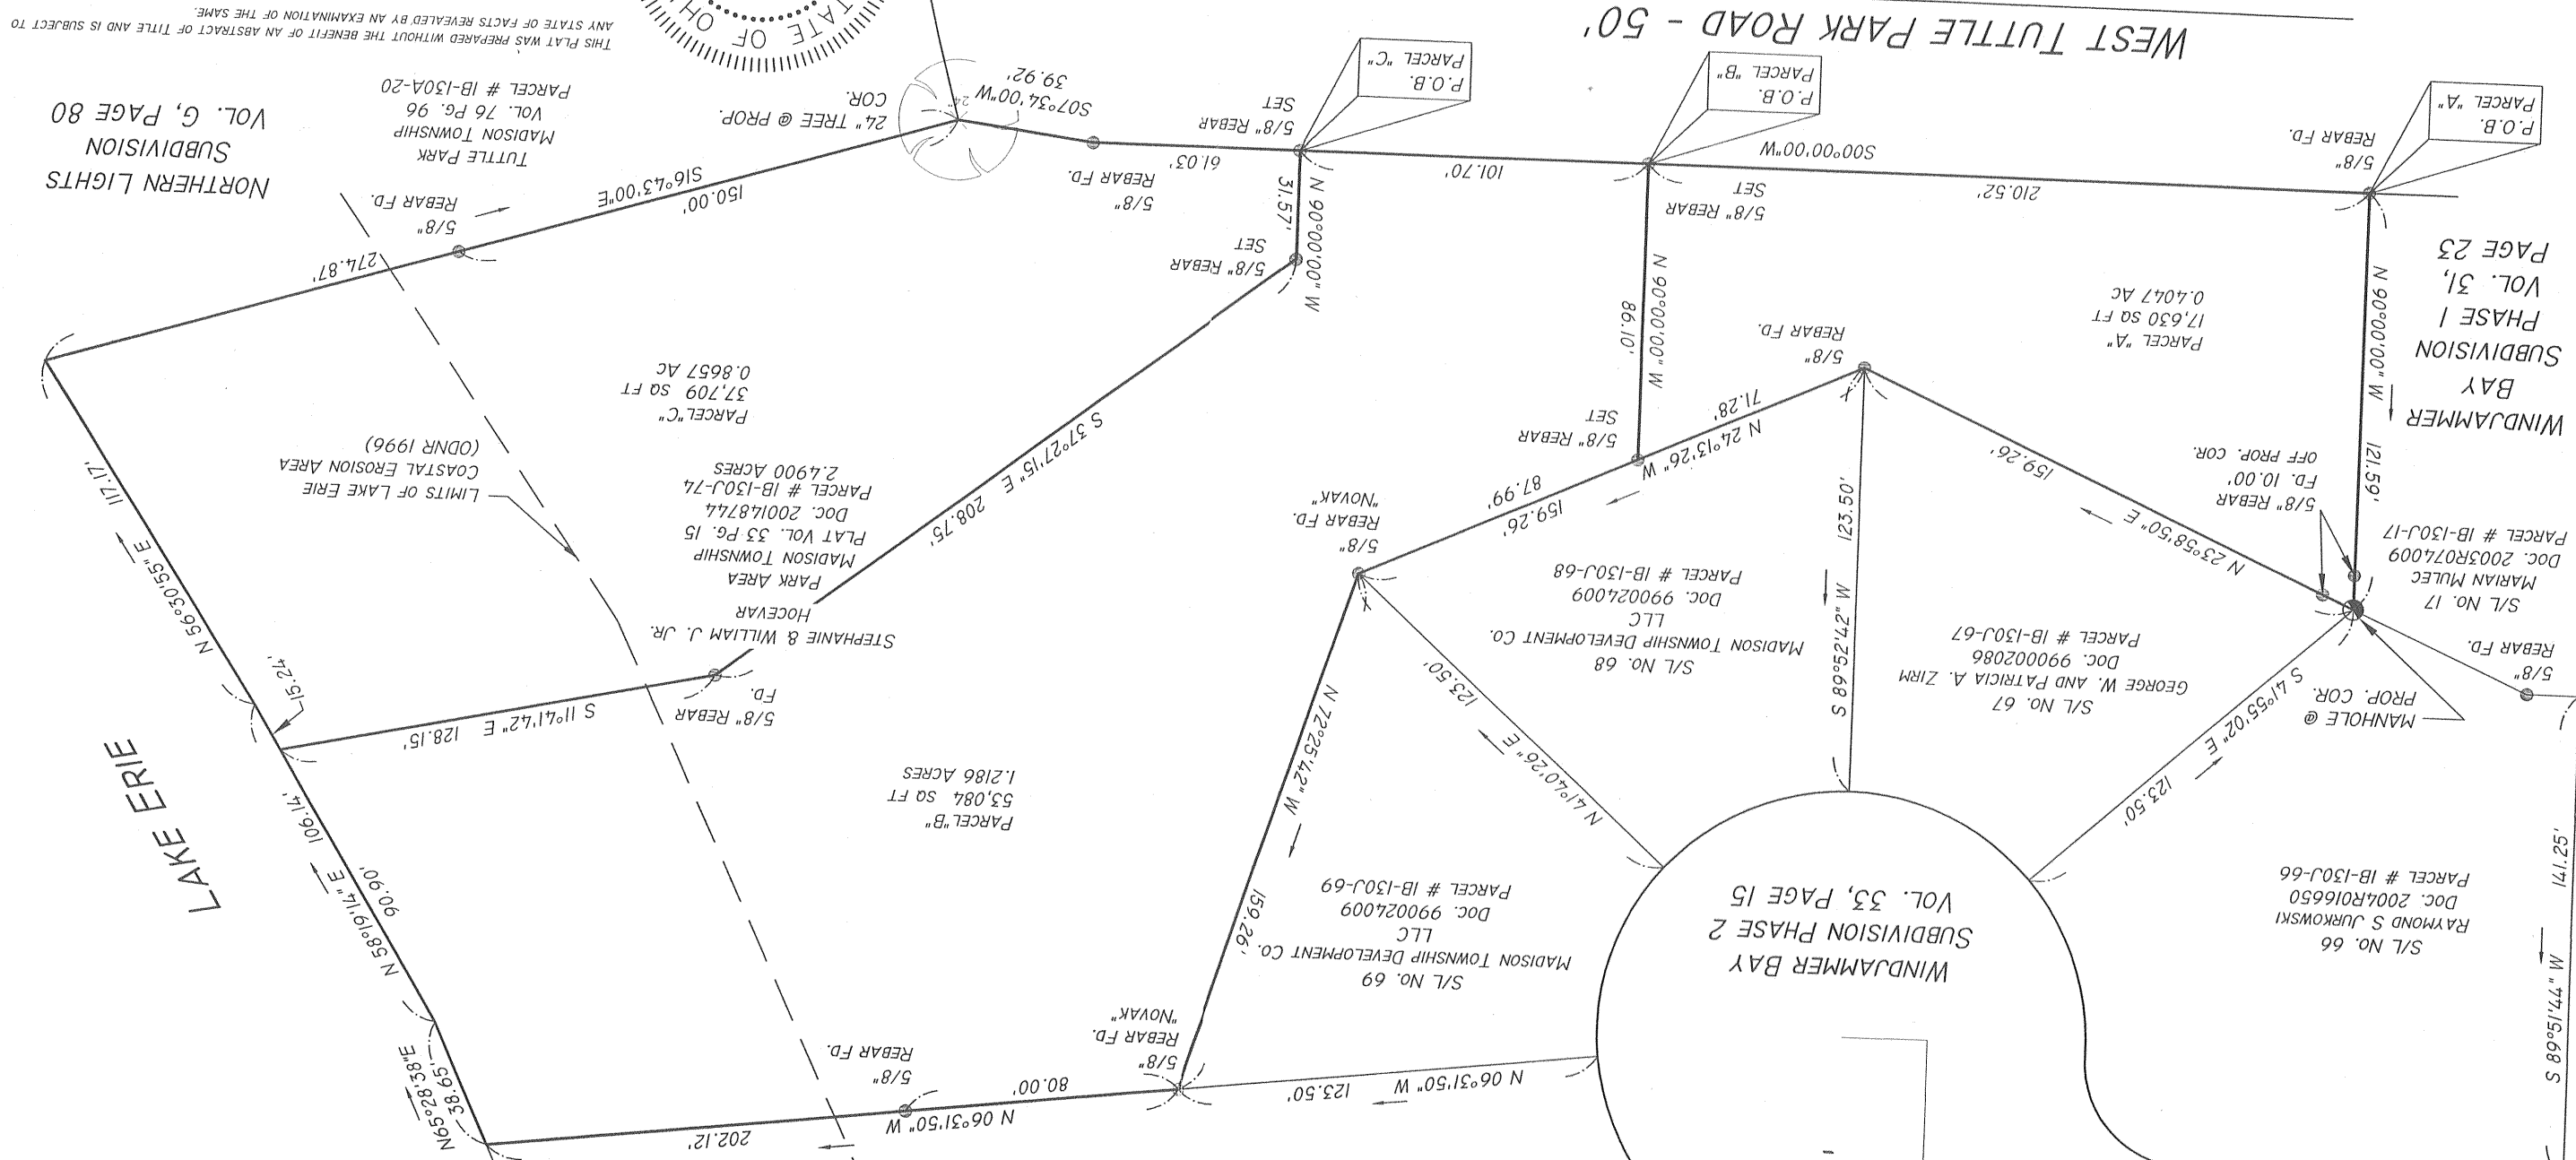 S 89°51'44" W
141.25'
S/L No. 66
RAYMOND S JURKOWSKI
Doc. 2004R016650
PARCEL # 1B-130J-66
WINDJAMMER BAY
SUBDIVISION PHASE 2
VOL. 33, PAGE 15
N 06°31'50" W
123.50'
N 06°31'50" W
80.00'
202.12'
5/8"
REBAR FD.
"NOVAK"
5/8"
REBAR FD.
N65°28'38"E
38.65'
S/L No. 69
MADISON TOWNSHIP DEVELOPMENT Co.
LLC
Doc. 990024009
PARCEL # 1B-130J-69
N 72°25'42" W
159.26'
N 58°19'14" E
106.14'
90.90'
15.24'
LAKE ERIE
PARCEL"B"
53,084 SQ FT
1.2186 ACRES
S 41°55'02" E
123.50'
MANHOLE @
PROP. COR.
5/8"
REBAR FD.
S/L No. 67
GEORGE W. AND PATRICIA A. ZIRM
Doc. 990002086
PARCEL # 1B-130J-67
S 89°52'42" W
123.50'
S/L No. 68
MADISON TOWNSHIP DEVELOPMENT Co.
LLC
Doc. 990024009
PARCEL # 1B-130J-68
N 41°40'26" E
123.50'
S 11°41'42" E
128.15'
5/8" REBAR
FD.
S/L No. 17
MARIAN MULEC
Doc. 2003R074009
PARCEL # 1B-130J-17
5/8" REBAR
FD. 10.00'
OFF PROP. COR.
N 23°58'50" E
159.26'
5/8"
REBAR FD.
"NOVAK"
N 24°13'26" W
71.28'
87.99'
159.26'
STEPHANIE & WILLIAM J. JR.
HOCEVAR
PARK AREA
MADISON TOWNSHIP
PLAT VOL. 33 PG. 15
Doc. 200148744
PARCEL # 1B-130J-74
2.4900 ACRES
S 37°27'15" E
208.75'
LIMITS OF LAKE ERIE
COASTAL EROSION AREA
(ODNR 1996)
N 56°30'55" E
117.17'
WINDJAMMER
BAY
SUBDIVISION
PHASE 1
VOL. 31,
PAGE 23
N 90°00'00" W
121.59'
PARCEL "A"
17,630 SQ FT
0.4047 AC
5/8"
REBAR FD.
5/8" REBAR
SET
N 90°00'00" W
86.10'
PARCEL"C"
37,709 SQ FT
0.8657 AC
5/8" REBAR
SET
N 90°00'00" W
31.57'
5/8"
REBAR FD.
S00°00'00"W
210.52'
5/8" REBAR
SET
101.70'
5/8" REBAR
SET
61.03'
5/8"
REBAR FD.
S07°34'00"W
39.92'
24"
24" TREE @ PROP.
COR.
150.00'
S16°43'00"E
274.87'
5/8"
REBAR FD.
TUTTLE PARK
MADISON TOWNSHIP
VOL. 76 PG. 96
PARCEL # 1B-130A-20
NORTHERN LIGHTS
SUBDIVISION
VOL. G, PAGE 80
P.O.B.
PARCEL "A"
P.O.B.
PARCEL "B"
P.O.B.
PARCEL "C"
WEST TUTTLE PARK ROAD - 50'
STATE OF OH
THIS PLAT WAS PREPARED WITHOUT THE BENEFIT OF AN ABSTRACT OF TITLE AND IS SUBJECT TO
ANY STATE OF FACTS REVEALED BY AN EXAMINATION OF THE SAME.